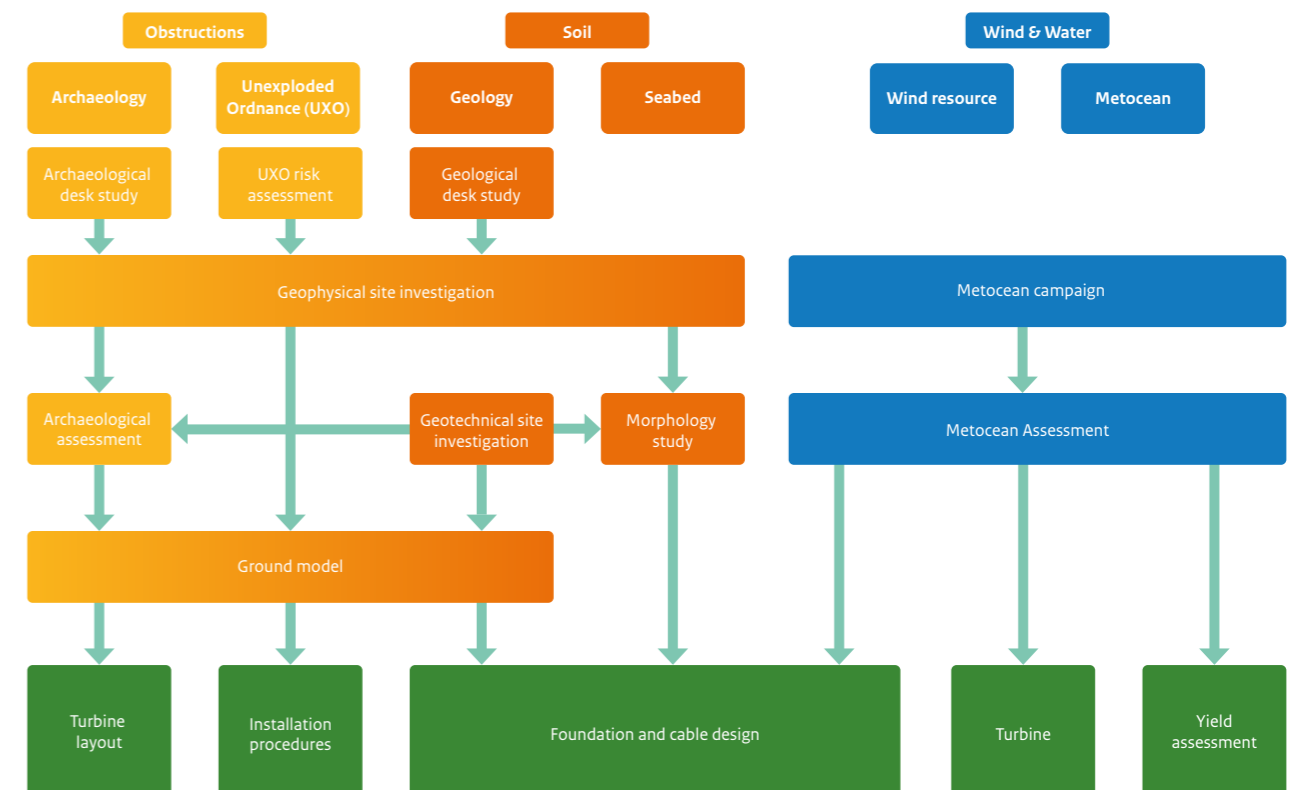 Obstructions
Soil
Wind & Water
Archaeology
Unexploded
Ordnance (UXO)
Geology
Seabed
Wind resource
Metocean
Archaeological
desk study
UXO risk
assessment
Geological
desk study
Geophysical site investigation
Metocean campaign
Archaeological
assessment
Geotechnical site
investigation
Morphology
study
Metocean Assessment
Ground model
Turbine
layout
Installation
procedures
Foundation and cable design
Turbine
Yield
assessment